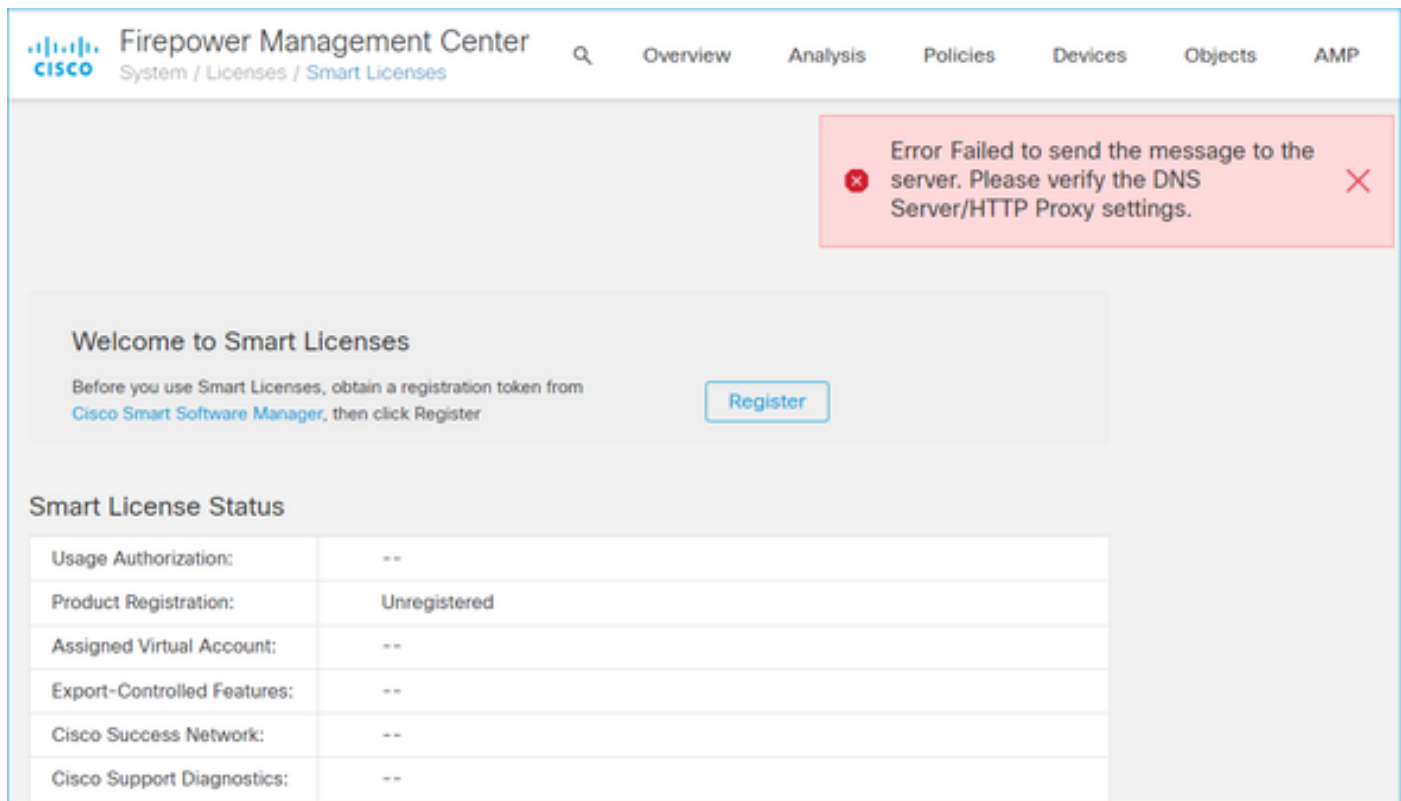 Firepower Management Center
CISCO
System / Licenses / Smart Licenses
Overview
Analysis
Policies
Devices
Objects
AMP
Error Failed to send the message to the
server. Please verify the DNS
Server/HTTP Proxy settings.
Welcome to Smart Licenses
Before you use Smart Licenses, obtain a registration token from
Cisco Smart Software Manager, then click Register
Register
Smart License Status
Usage Authorization: --
Product Registration: Unregistered
Assigned Virtual Account: --
Export-Controlled Features: --
Cisco Success Network: --
Cisco Support Diagnostics: --